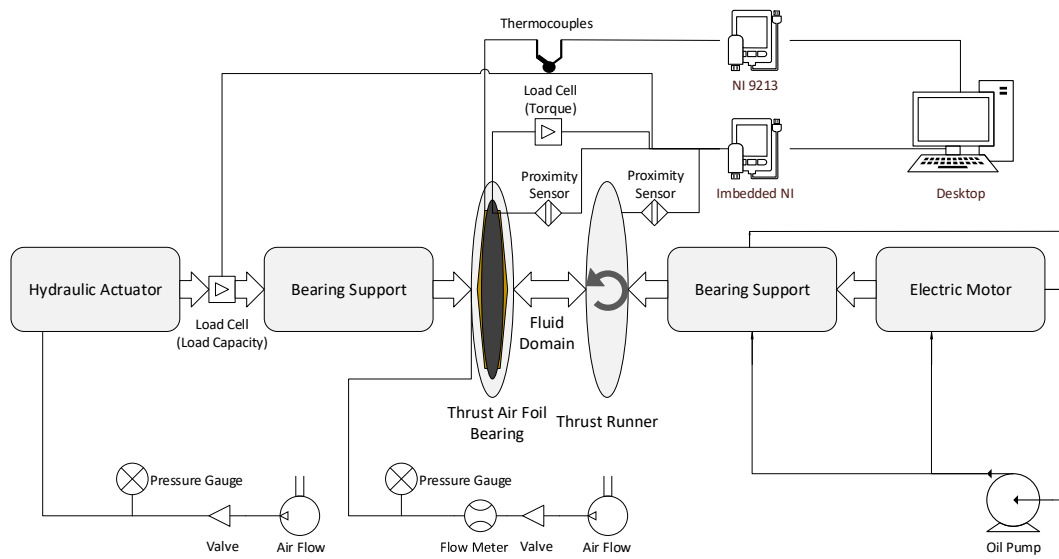 Thermocouples
NI 9213
Load Cell
(Torque)
Proximity
Sensor
Proximity
Sensor
Imbedded NI
Desktop
Hydraulic Actuator
Bearing Support
Bearing Support
Electric Motor
Load Cell
(Load Capacity)
Fluid
Domain
Thrust Air Foil
Bearing
Thrust Runner
Pressure Gauge
Pressure Gauge
Valve
Air Flow
Flow Meter
Valve
Air Flow
Oil Pump